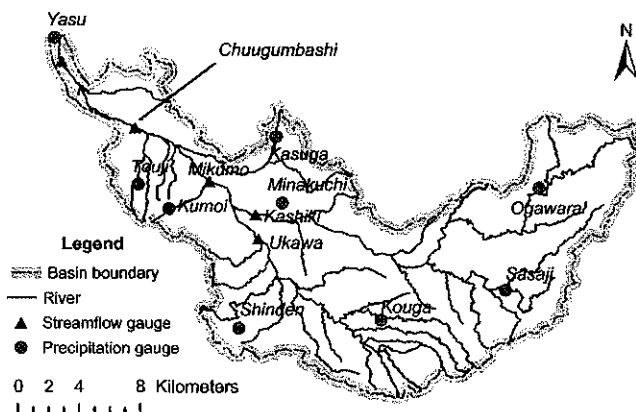 Yasu
Chuugumbashi
N
Kasuga
Touji
Mikumo
Minakuchi
Kumoi
Kashiki
Ogawara
Ukawa
Legend
Basin boundary
River
Streamflow gauge
Precipitation gauge
Sasaji
Shinden
Kouga
0 2 4 8 Kilometers